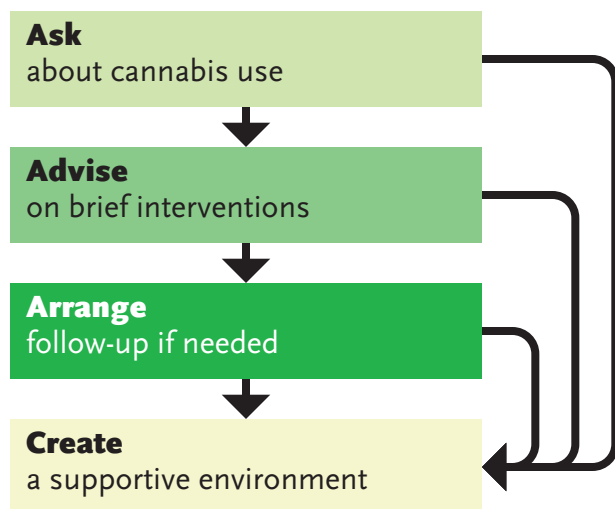 Ask
about cannabis use
Advise
on brief interventions
Arrange
follow-up if needed
Create
a supportive environment